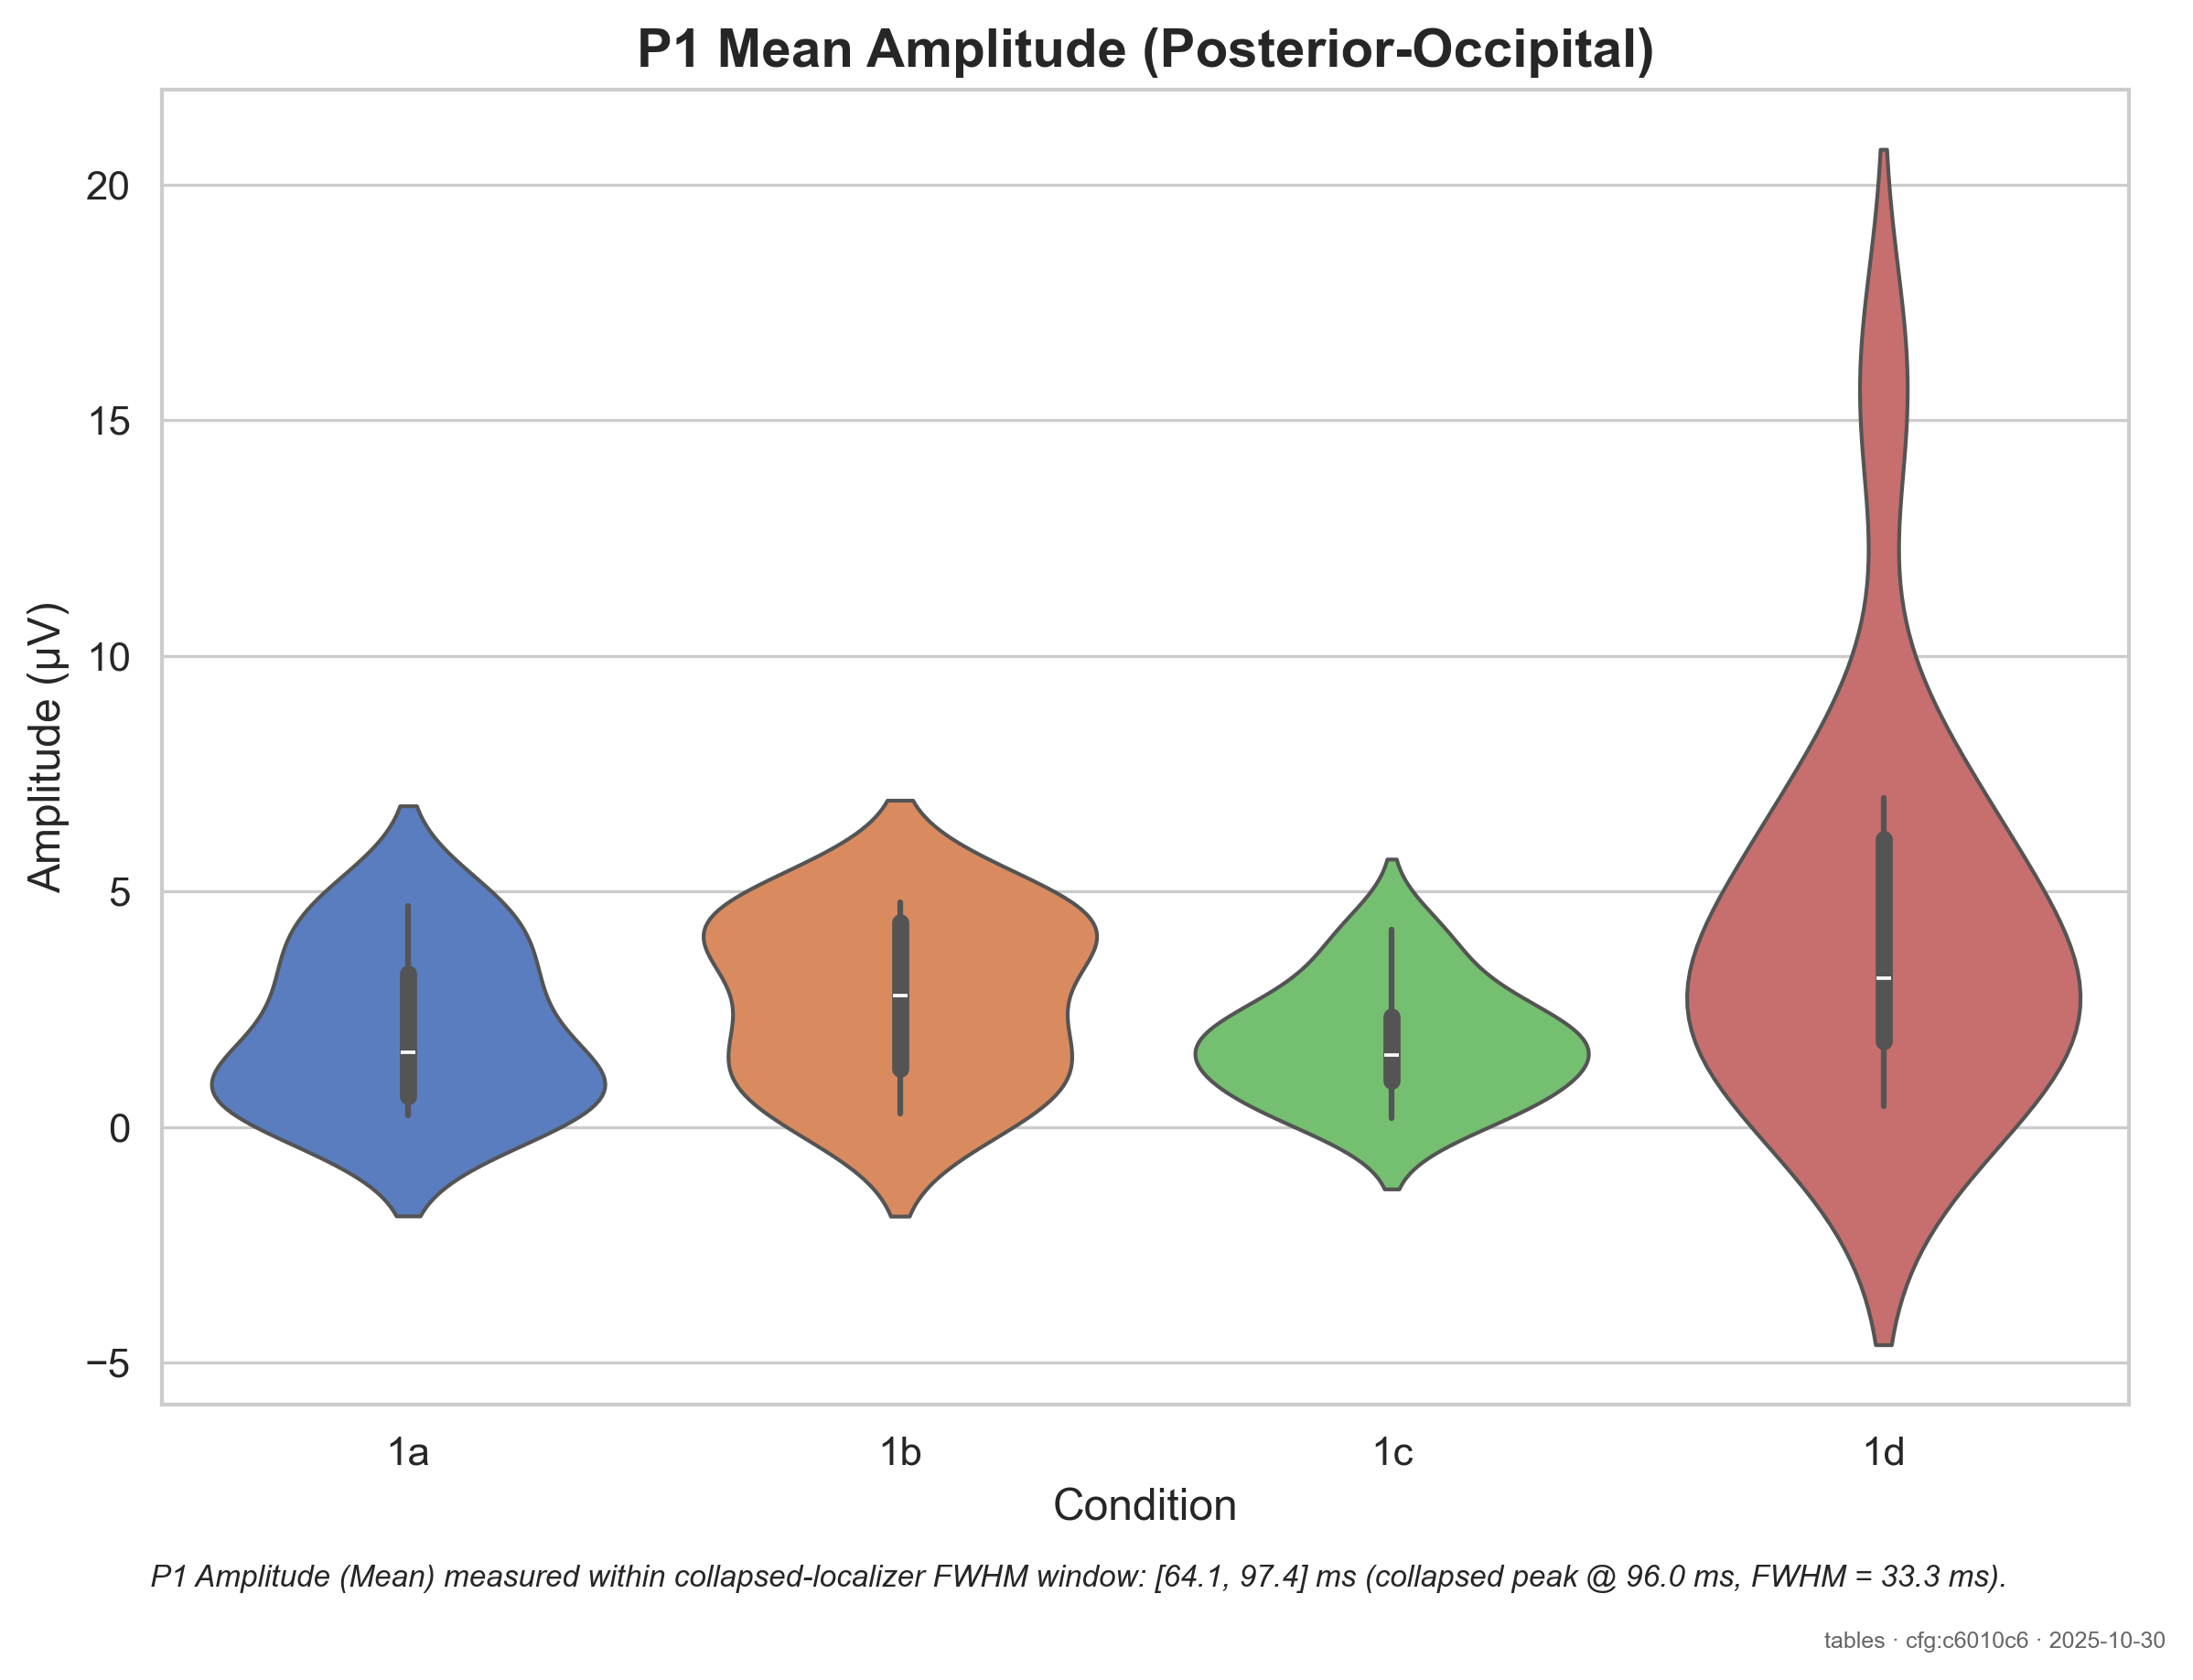 P1 Mean Amplitude (Posterior-Occipital)
Amplitude (µV)
20
15
10
5
0
−5
1a
1b
1c
1d
Condition
P1 Amplitude (Mean) measured within collapsed-localizer FWHM window: [64.1, 97.4] ms (collapsed peak @ 96.0 ms, FWHM = 33.3 ms).
tables · cfg:c6010c6 · 2025-10-30